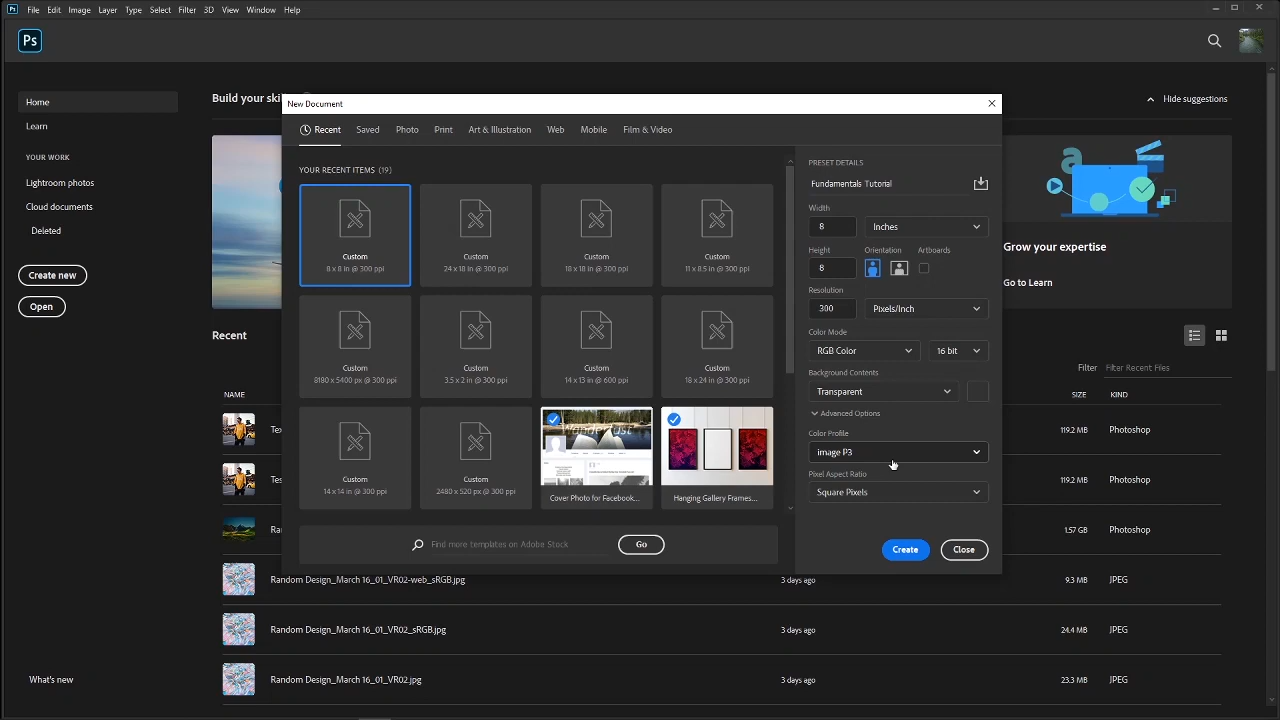 Ps
File
Edit
Image
Layer
Type
Select
Filter
3D
View
Window
Help
Ps
Home
Learn
YOUR WORK
Lightroom photos
Cloud documents
Deleted
Create new
Open
What's new
Build your
Hide suggestions
New Document
Recent
Saved
Photo
Print
Art & Illustration
Web
Mobile
Film & Video
YOUR RECENT ITEMS (19)
Custom
8 x 8 in @ 300 ppi
Custom
24 x 18 in @ 300 ppi
Custom
18 x 18 in @ 300 ppi
Custom
11 x 8.5 in @ 300 ppi
Custom
8180 x 5400 px @ 300 ppi
Custom
3.5 x 2 in @ 300 ppi
Custom
14 x 13 in @ 600 ppi
Custom
18 x 24 in @ 300 ppi
Custom
14 x 14 in @ 300 ppi
Custom
2480 x 520 px @ 300 ppi
Wanderlust
Cover Photo for Facebook...
Hanging Gallery Frames...
Find more templates on Adobe Stock
Go
PRESET DETAILS
Fundamentals Tutorial
Width
8
Inches
Height
Orientation
Artboards
8
Resolution
300
Pixels/Inch
Color Mode
RGB Color
16 bit
Background Contents
Transparent
Advanced Options
Color Profile
image P3
Pixel Aspect Ratio
Square Pixels
Create
Close
a
Grow your expertise
Go to Learn
Recent
Filter
Filter Recent Files
NAME
SIZE
KIND
119.2 MB
Photoshop
119.2 MB
Photoshop
1.57 GB
Photoshop
Random Design_March 16_01_VR02-web_sRGB.jpg
3 days ago
9.3 MB
JPEG
Random Design_March 16_01_VR02_sRGB.jpg
3 days ago
24.4 MB
JPEG
Random Design_March 16_01_VR02.jpg
3 days ago
23.3 MB
JPEG